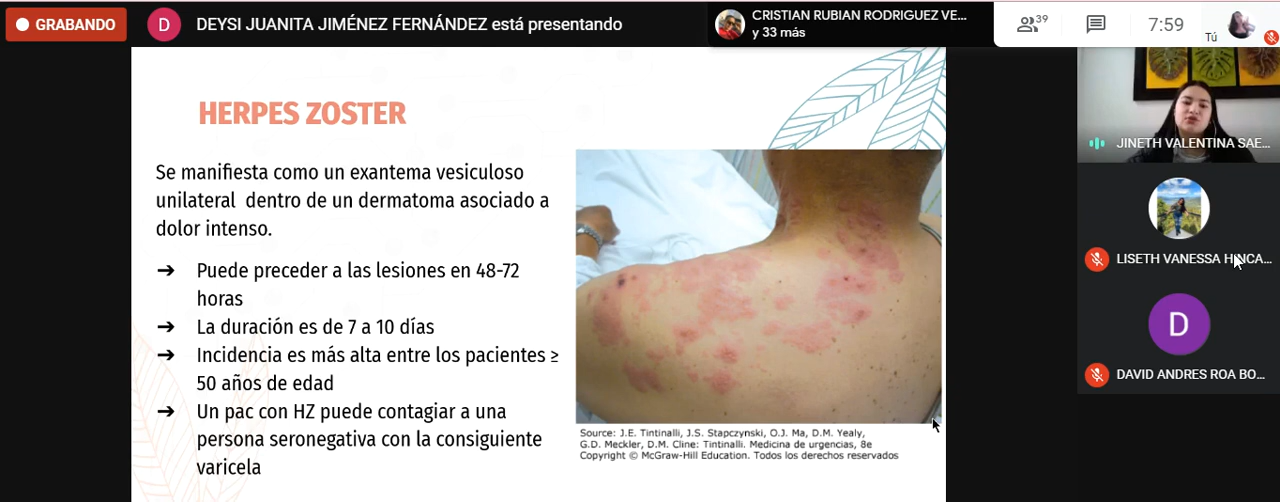 GRABANDO
D
DEYSI JUANITA JIMÉNEZ FERNÁNDEZ está presentando
CRISTIAN RUBIAN RODRIGUEZ VE...
y 33 más
39
7:59
Tú
HERPES ZOSTER
Se manifiesta como un exantema vesiculoso
unilateral dentro de un dermatoma asociado a
dolor intenso.
➔ Puede preceder a las lesiones en 48-72
horas
➔ La duración es de 7 a 10 días
➔ Incidencia es más alta entre los pacientes ≥
50 años de edad
➔ Un pac con HZ puede contagiar a una
persona seronegativa con la consiguiente
varicela
Source: J.E. Tintinalli, J.S. Stapczynski, O.J. Ma, D.M. Yealy,
G.D. Meckler, D.M. Cline: Tintinalli. Medicina de urgencias, 8e
Copyright © McGraw-Hill Education. Todos los derechos reservados
JINETH VALENTINA SAE...
LISETH VANESSA HINCA...
D
DAVID ANDRES ROA BO...